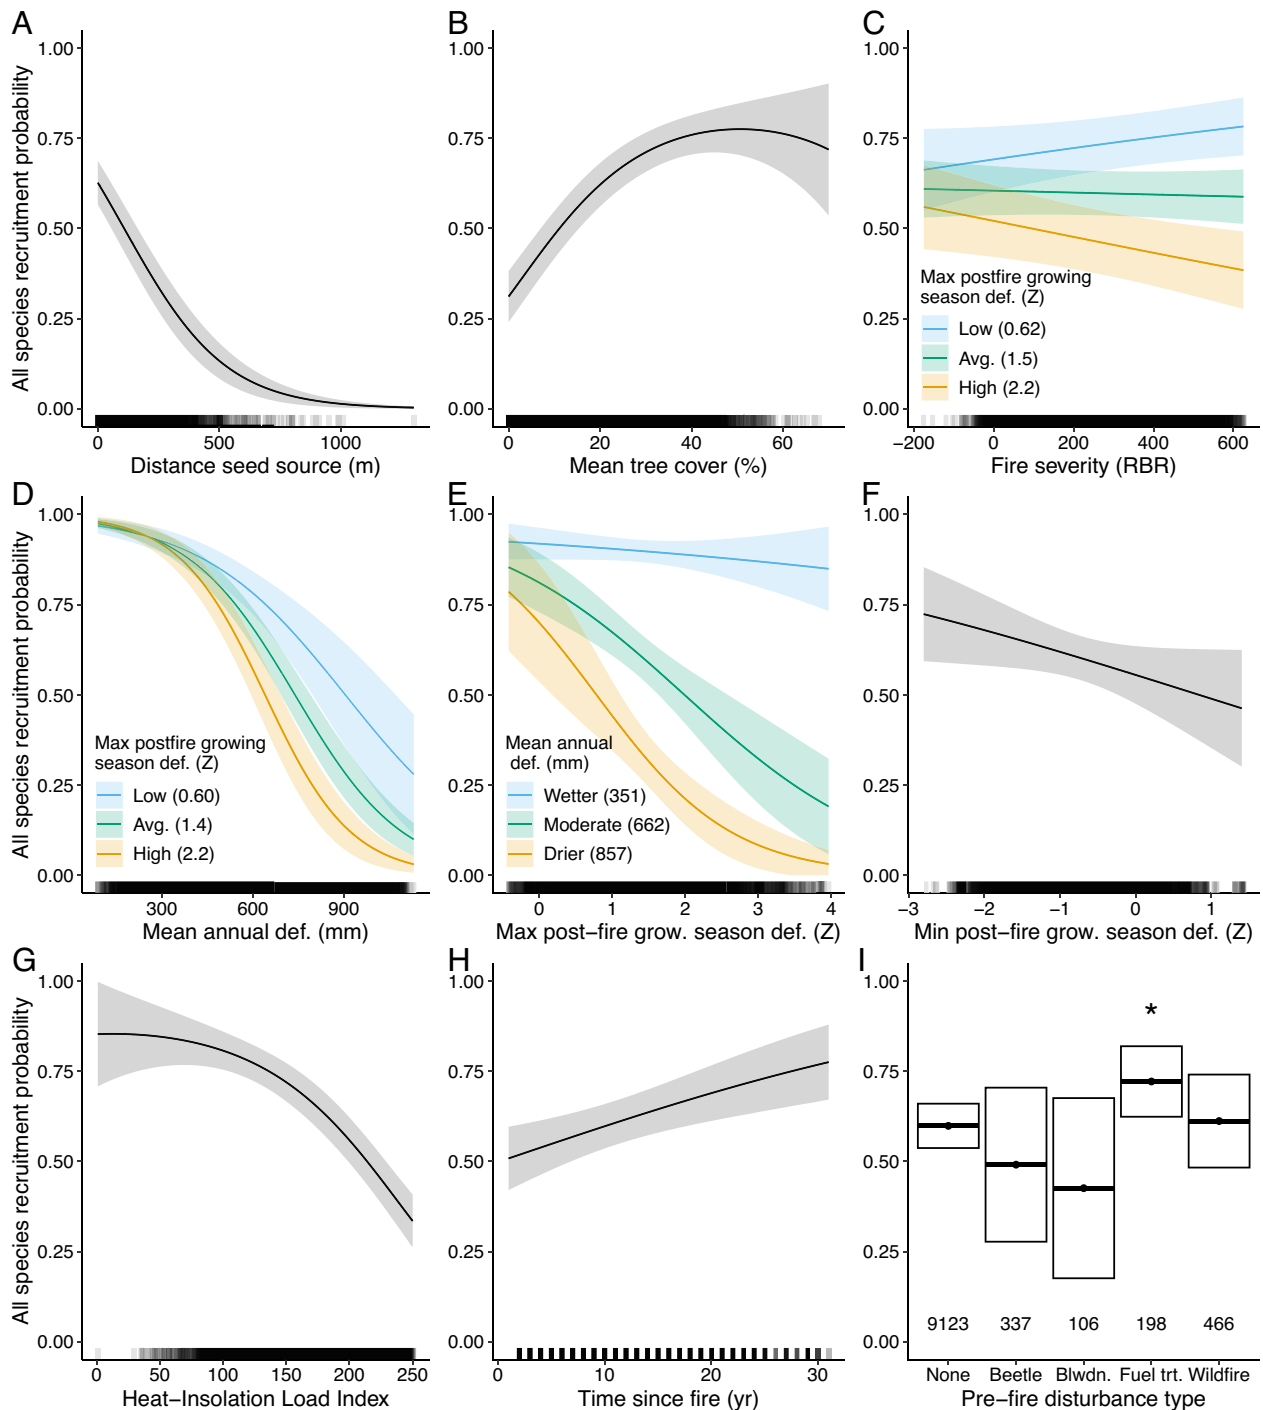 A
All species recruitment probability
1.00
0.75
0.50
0.25
0.00
0
500
1000
Distance seed source (m)
B
1.00
0.75
0.50
0.25
0.00
0
20
40
60
Mean tree cover (%)
C
1.00
0.75
0.50
0.25
0.00
Max postfire growing
season def. (Z)
Low (0.62)
Avg. (1.5)
High (2.2)
−200
0
200
400
600
Fire severity (RBR)
D
All species recruitment probability
1.00
0.75
0.50
0.25
0.00
Max postfire growing
season def. (Z)
Low (0.60)
Avg. (1.4)
High (2.2)
300
600
900
Mean annual def. (mm)
E
1.00
0.75
0.50
0.25
0.00
Mean annual
def. (mm)
Wetter (351)
Moderate (662)
Drier (857)
0
1
2
3
4
Max post−fire grow. season def. (Z)
F
1.00
0.75
0.50
0.25
0.00
−3
−2
−1
0
1
Min post−fire grow. season def. (Z)
G
All species recruitment probability
1.00
0.75
0.50
0.25
0.00
0
50
100
150
200
250
Heat−Insolation Load Index
H
1.00
0.75
0.50
0.25
0.00
0
10
20
30
Time since fire (yr)
I
1.00
0.75
0.50
0.25
0.00
*
9123
337
106
198
466
None
Beetle
Blwdn.
Fuel trt.
Wildfire
Pre−fire disturbance type